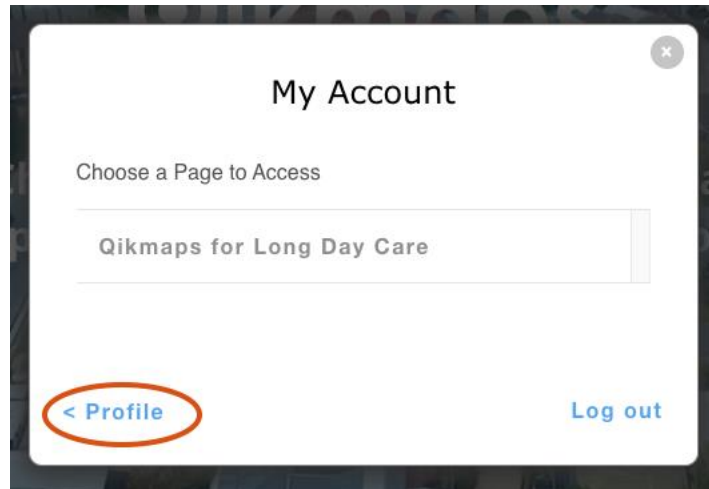 My Account
Choose a Page to Access
Qikmaps for Long Day Care
< Profile
Log out